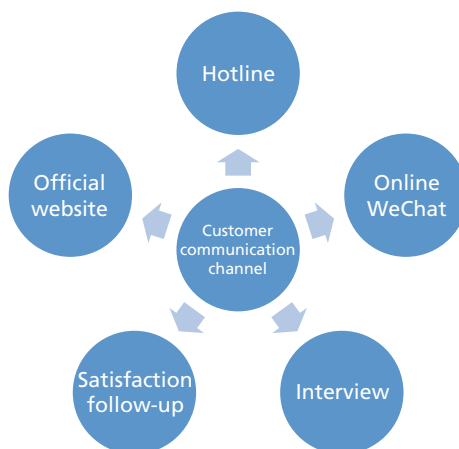 Hotline
Official
website
Online
WeChat
Customer
communication
channel
Satisfaction
follow-up
Interview